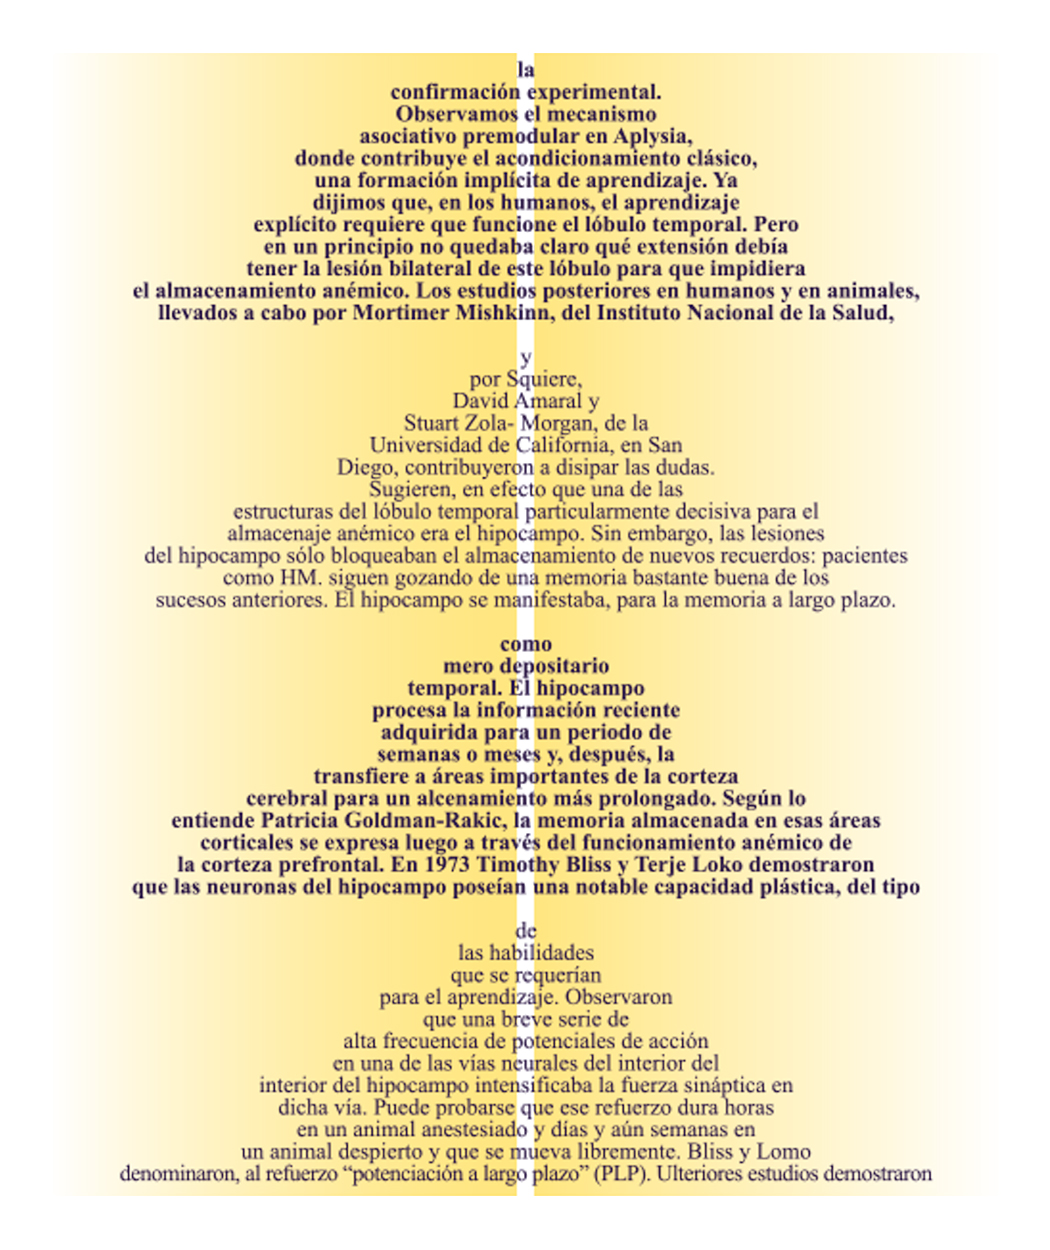 la
confirmación experimental.
Observamos el mecanismo
asociativo premodular en Aplysia,
donde contribuye el acondicionamiento clásico,
una formación implícita de aprendizaje. Ya
dijimos que, en los humanos, el aprendizaje
explícito requiere que funcione el lóbulo temporal. Pero
en un principio no quedaba claro qué extensión debía
tener la lesión bilateral de este lóbulo para que impidiera
el almacenamiento anémico. Los estudios posteriores en humanos y en animales,
llevados a cabo por Mortimer Mishkinn, del Instituto Nacional de la Salud,
y
por Squiere,
David Amaral y
Stuart Zola- Morgan, de la
Universidad de California, en San
Diego, contribuyeron a disipar las dudas.
Sugieren, en efecto que una de las
estructuras del lóbulo temporal particularmente decisiva para el
almacenaje anémico era el hipocampo. Sin embargo, las lesiones
del hipocampo sólo bloqueaban el almacenamiento de nuevos recuerdos: pacientes
como HM. siguen gozando de una memoria bastante buena de los
sucesos anteriores. El hipocampo se manifestaba, para la memoria a largo plazo.
como
mero depositario
temporal. El hipocampo
procesa la información reciente
adquirida para un periodo de
semanas o meses y, después, la
transfiere a áreas importantes de la corteza
cerebral para un alcenamiento más prolongado. Según lo
entiende Patricia Goldman-Rakic, la memoria almacenada en esas áreas
corticales se expresa luego a través del funcionamiento anémico de
la corteza prefrontal. En 1973 Timothy Bliss y Terje Loko demostraron
que las neuronas del hipocampo poseían una notable capacidad plástica, del tipo
de
las habilidades
que se requerían
para el aprendizaje. Observaron
que una breve serie de
alta frecuencia de potenciales de acción
en una de las vías neurales del interior del
interior del hipocampo intensificaba la fuerza sináptica en
dicha vía. Puede probarse que ese refuerzo dura horas
en un animal anestesiado y días y aún semanas en
un animal despierto y que se mueva libremente. Bliss y Lomo
denominaron, al refuerzo “potenciación a largo plazo” (PLP). Ulteriores estudios demostraron